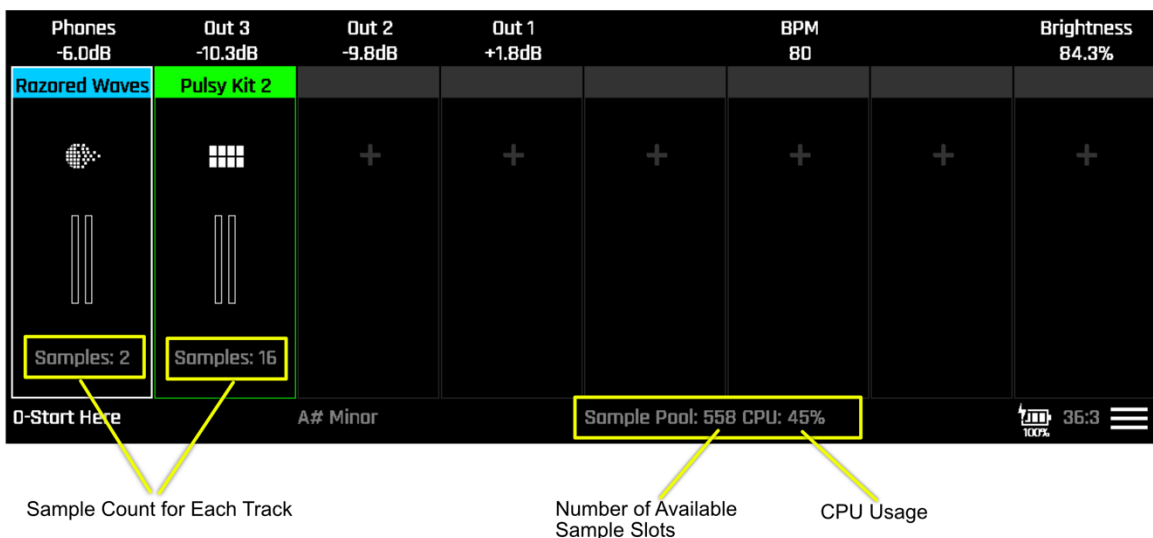 Phones Out 3 Out 2 Out 1 BPM Brightness
-6.0dB -10.3dB -9.8dB +1.8dB 80 84.3%
Razored Waves Pulsy Kit 2
+ + + + + +
Samples: 2 Samples: 16
0-Start Here A# Minor Sample Pool: 558 CPU: 45% 36:3
100%
Sample Count for Each Track
Number of Available
Sample Slots
CPU Usage